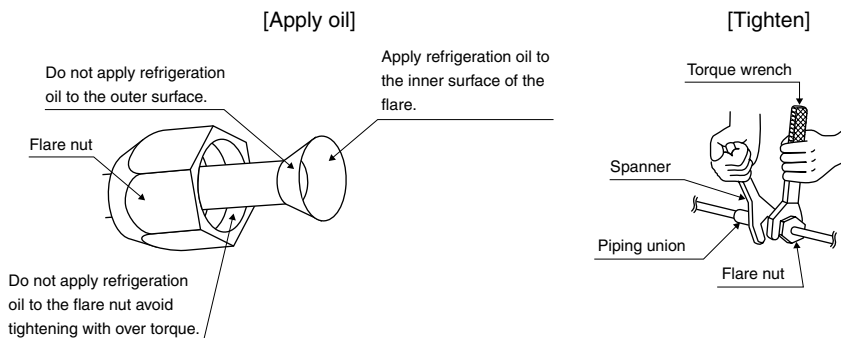 [Apply oil]
Do not apply refrigeration
oil to the outer surface.
Apply refrigeration oil to
the inner surface of the
flare.
Flare nut
Do not apply refrigeration
oil to the flare nut avoid
tightening with over torque.
[Tighten]
Torque wrench
Spanner
Piping union
Flare nut